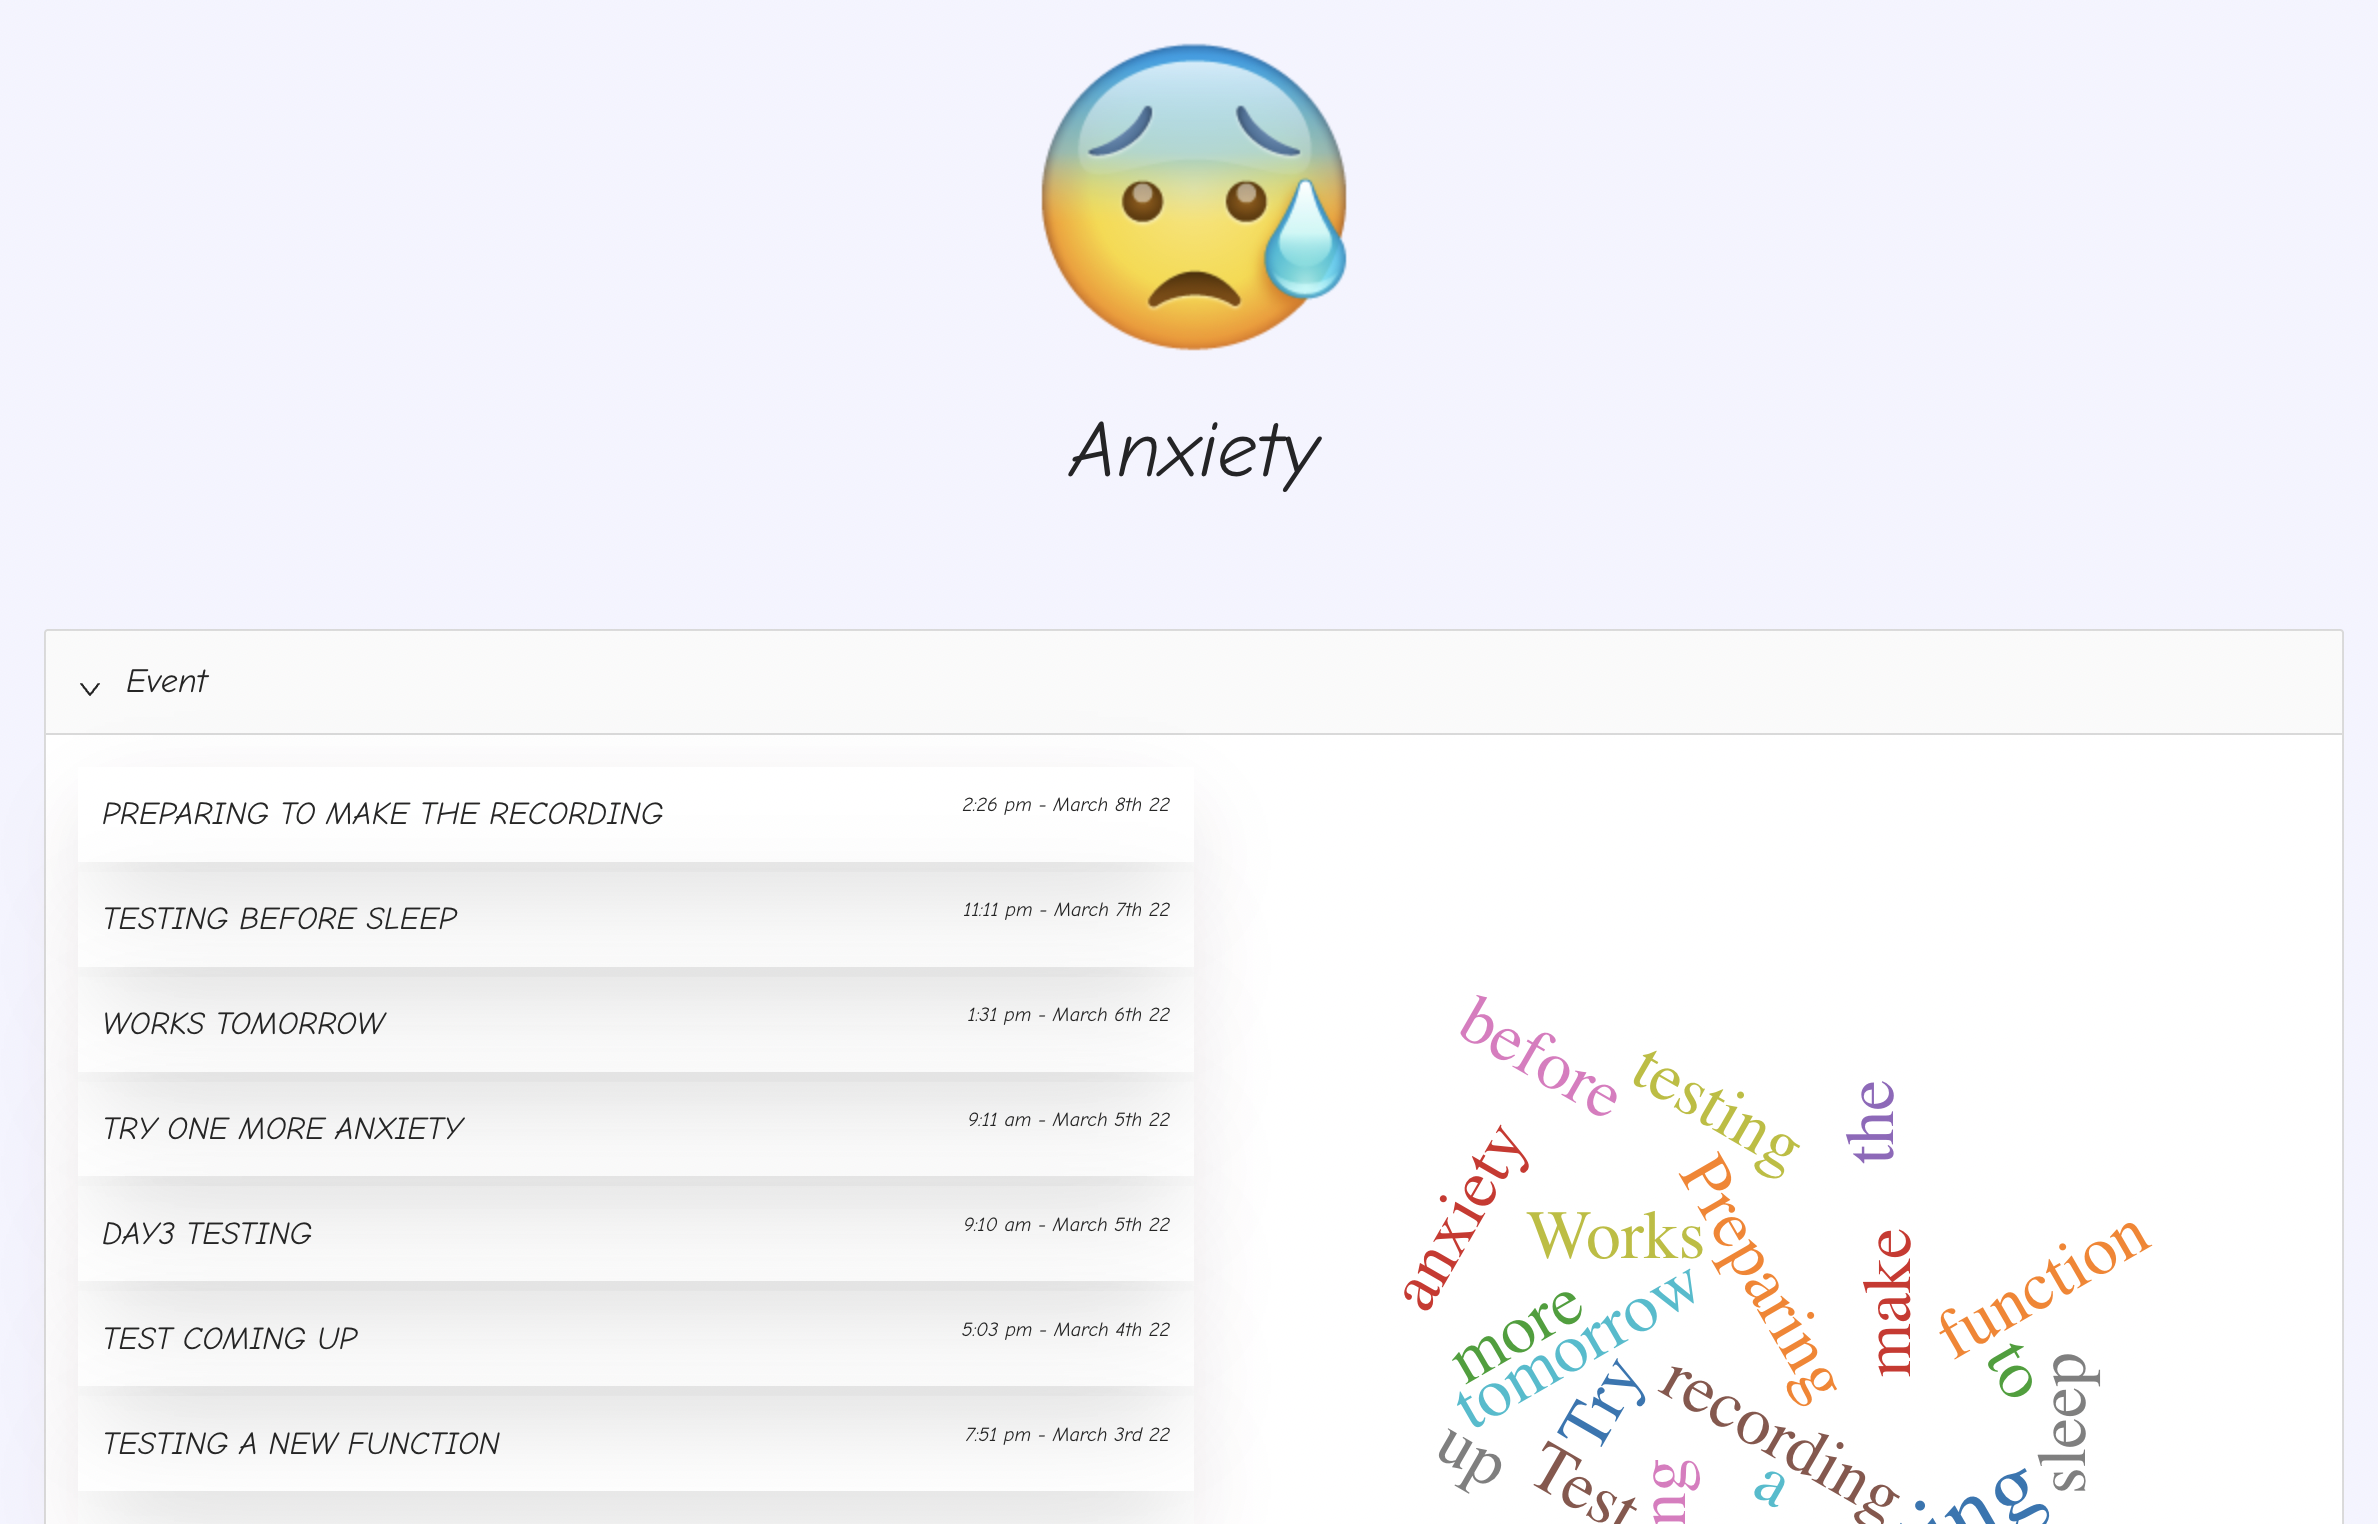 Anxiety
Event
PREPARING TO MAKE THE RECORDING
2:26 pm - March 8th 22
TESTING BEFORE SLEEP
11:11 pm - March 7th 22
WORKS TOMORROW
1:31 pm - March 6th 22
TRY ONE MORE ANXIETY
9:11 am - March 5th 22
DAY3 TESTING
9:10 am - March 5th 22
TEST COMING UP
5:03 pm - March 4th 22
TESTING A NEW FUNCTION
7:51 pm - March 3rd 22
before
testing
the
anxiety
Works
Preparing
make
function
more
tomorrow
to
Try
recording
sleep
up
Test
a